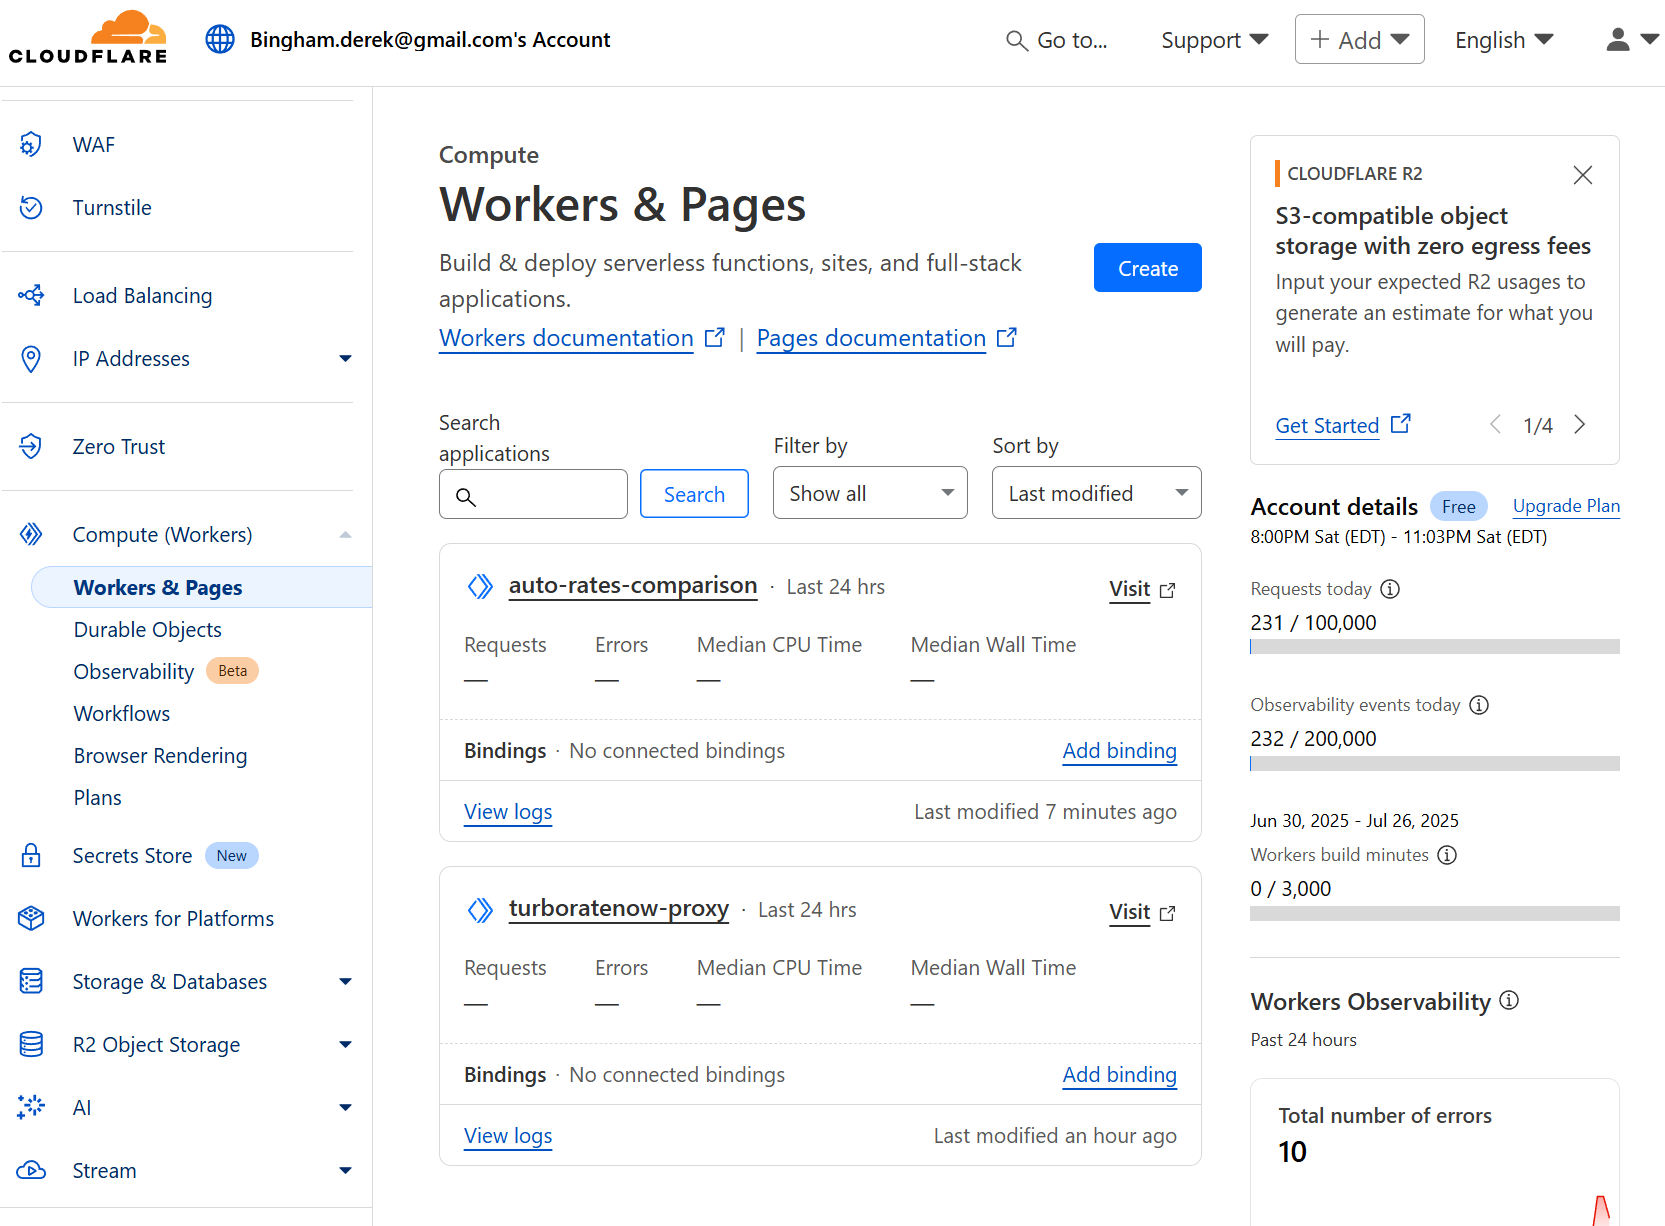 CLOUDFLARE
Bingham.derek@gmail.com's Account
Go to...
Support
Add
English
WAF
Turnstile
Load Balancing
IP Addresses
Zero Trust
Compute (Workers)
Workers & Pages
Durable Objects
Observability Beta
Workflows
Browser Rendering
Plans
Secrets Store New
Workers for Platforms
Storage & Databases
R2 Object Storage
AI
Stream
Compute
Workers & Pages
Build & deploy serverless functions, sites, and full-stack
applications.
Create
Workers documentation | Pages documentation
Search
applications
Search
Filter by
Show all
Sort by
Last modified
auto-rates-comparison · Last 24 hrs
Visit
Requests Errors Median CPU Time Median Wall Time
— — — —
Bindings · No connected bindings
Add binding
View logs
Last modified 7 minutes ago
turboratenow-proxy · Last 24 hrs
Visit
Requests Errors Median CPU Time Median Wall Time
— — — —
Bindings · No connected bindings
Add binding
View logs
Last modified an hour ago
CLOUDFLARE R2
S3-compatible object
storage with zero egress fees
Input your expected R2 usages to
generate an estimate for what you
will pay.
Get Started
1/4
Account details Free Upgrade Plan
8:00PM Sat (EDT) - 11:03PM Sat (EDT)
Requests today
231 / 100,000
Observability events today
232 / 200,000
Jun 30, 2025 - Jul 26, 2025
Workers build minutes
0 / 3,000
Workers Observability
Past 24 hours
Total number of errors
10